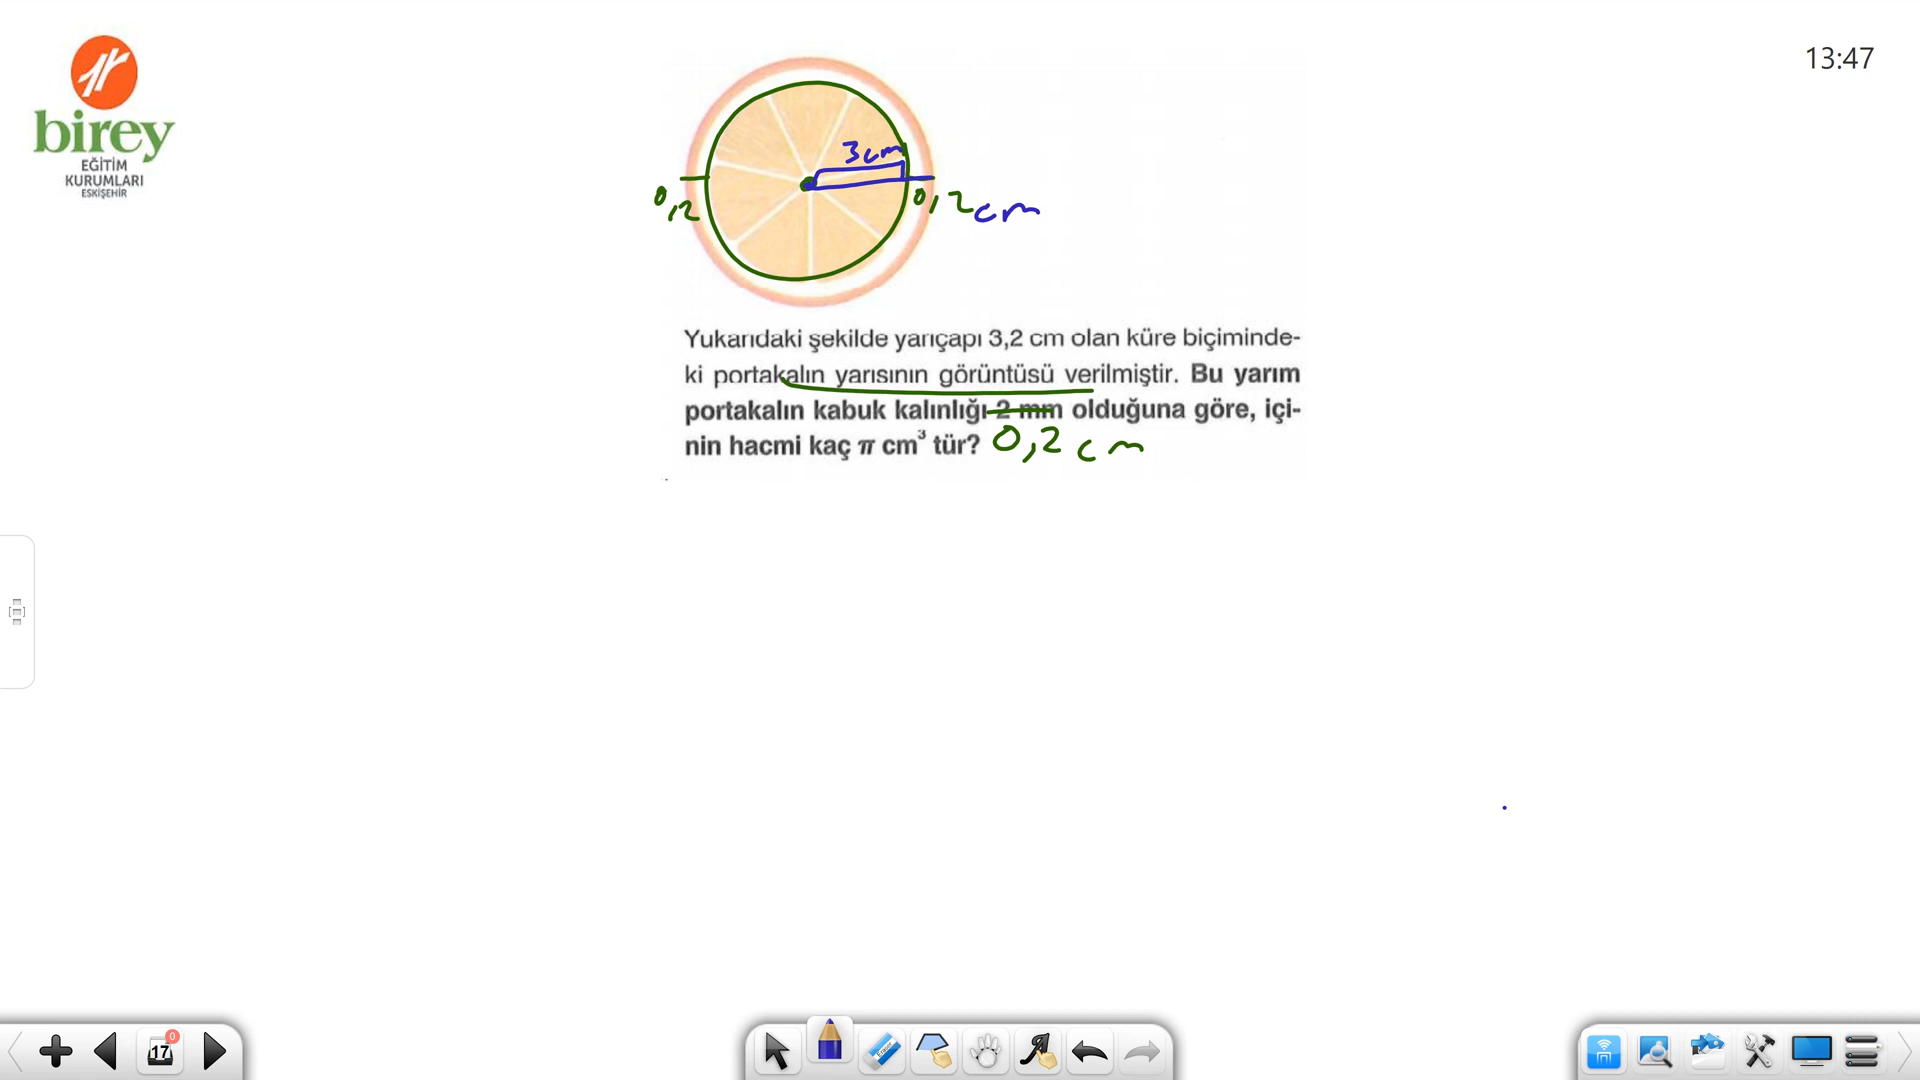 13:47
birey
EĞİTİM
KURUMLARI
ESKİŞEHİR
3cm
0,2
0,2cm
Yukarıdaki şekilde yarıçapı 3,2 cm olan küre biçiminde-
ki portakalın yarısının görüntüsü verilmiştir. Bu yarım
portakalın kabuk kalınlığı 2 mm olduğuna göre, içi-
nin hacmi kaç π cm³ tür? 0,2 cm
0
17
Eraser